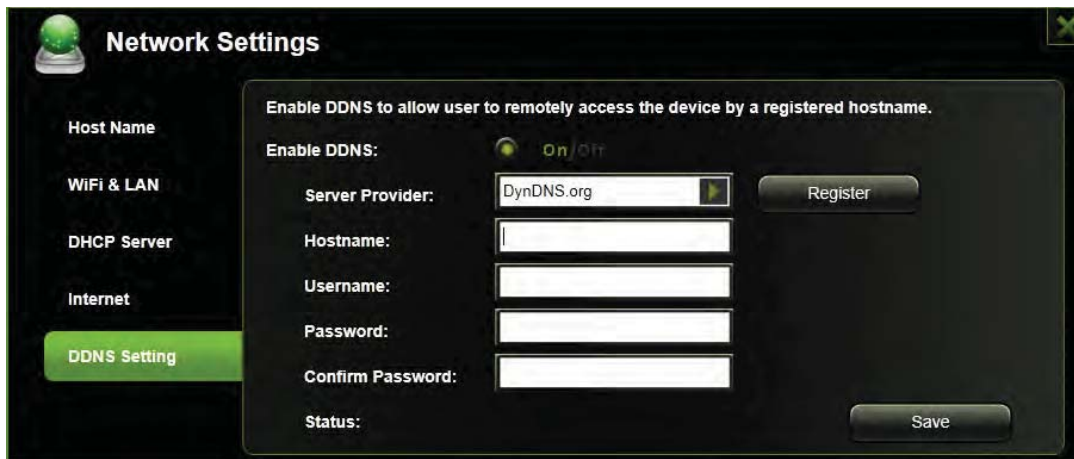 Network Settings
Host Name
WiFi & LAN
DHCP Server
Internet
DDNS Setting
Enable DDNS to allow user to remotely access the device by a registered hostname.
Enable DDNS: On/Off
Server Provider: DynDNS.org Register
Hostname:
Username:
Password:
Confirm Password:
Status: Save